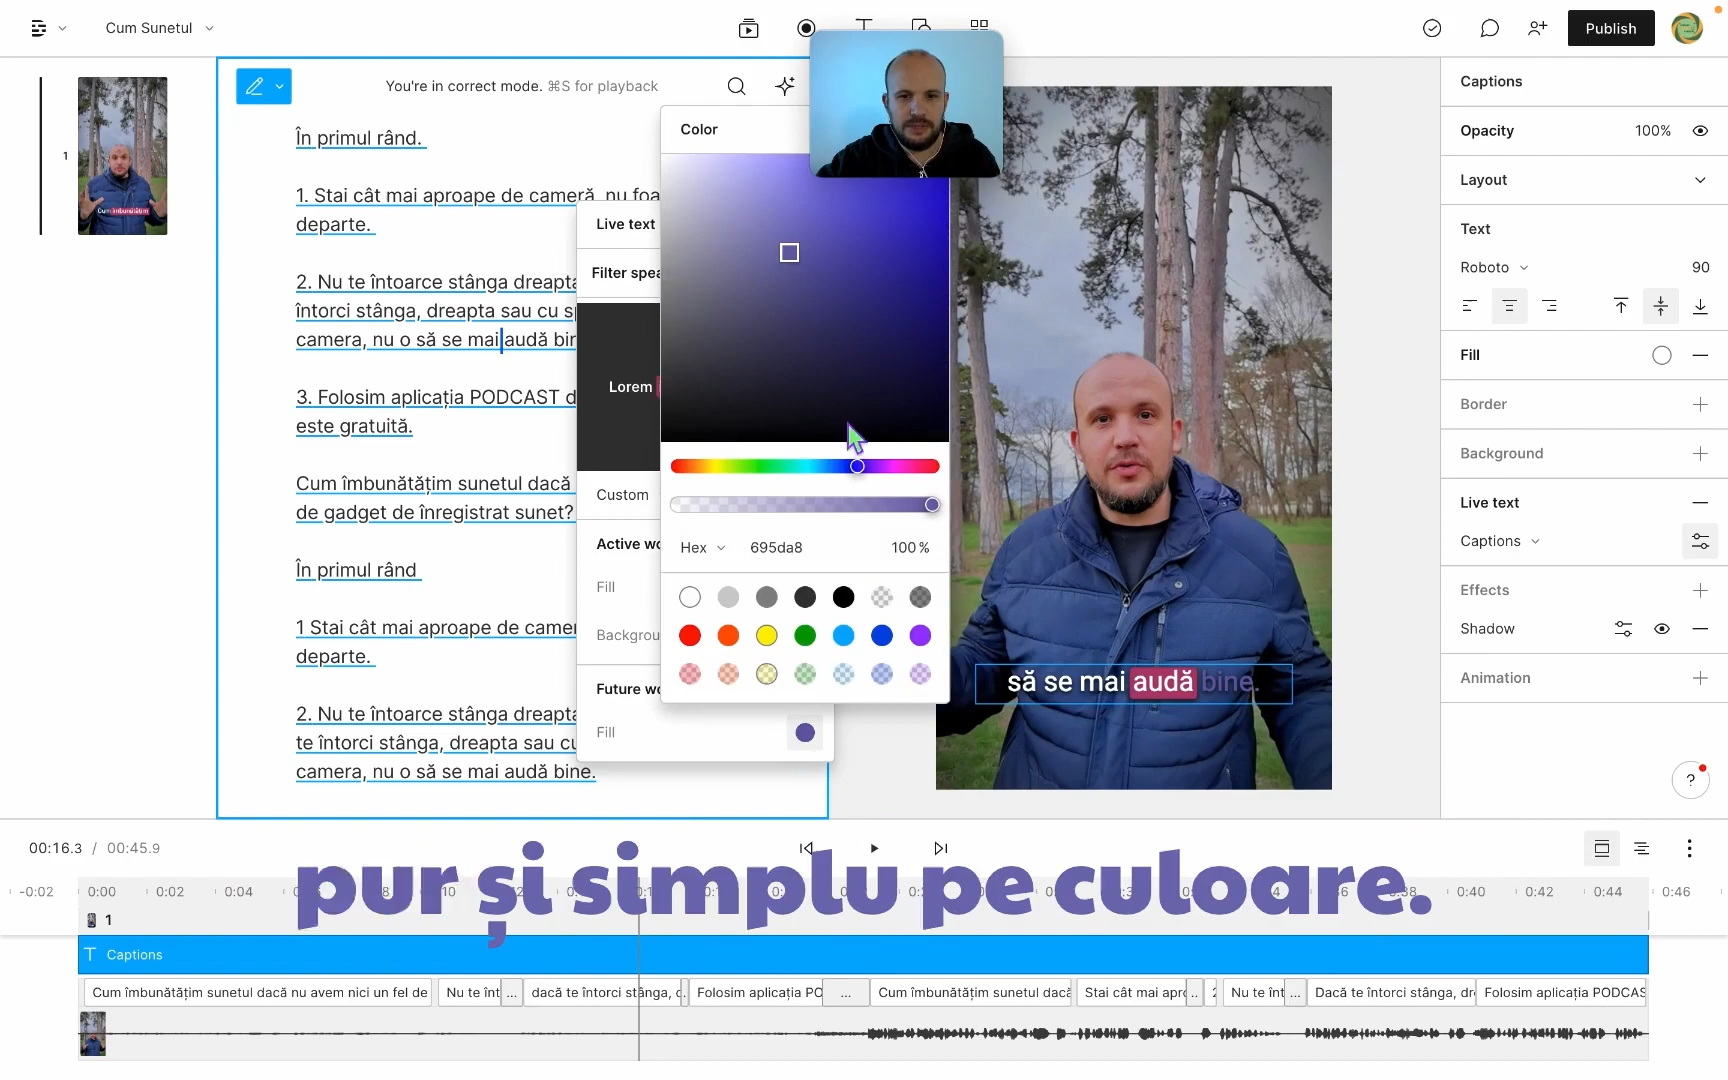 Cum Sunetul
Publish
You're in correct mode. ⌘S for playback
1
Cum îmbunătățim
În primul rând.
1. Stai cât mai aproape de cameră, nu foa
departe.
2. Nu te întoarce stânga dreapta
întorci stânga, dreapta sau cu s
camera, nu o să se mai audă bin
3. Folosim aplicația PODCAST d
este gratuită.
Cum îmbunătățim sunetul dacă
de gadget de înregistrat sunet?
În primul rând
1 Stai cât mai aproape de camer
departe.
2. Nu te întoarce stânga dreapta
te întorci stânga, dreapta sau cu
camera, nu o să se mai audă bine.
Live text
Filter spea
Lorem
Custom
Active wo
Fill
Backgrou
Future wo
Fill
Color
Hex 695da8 100%
să se mai audă bine.
Captions
Opacity 100%
Layout
Text
Roboto 90
Fill
Border
Background
Live text
Captions
Effects
Shadow
Animation
?
00:16.3 / 00:45.9
pur și simplu pe culoare.
-0:02 0:00 0:02 0:04 0:40 0:42 0:44 0:46
1
Captions
Cum îmbunătățim sunetul dacă nu avem nici un fel de
Nu te înt
...
dacă te întorci stânga, d
Folosim aplicația PO
...
Cum îmbunătățim sunetul dacă
Stai cât mai apro
..
Nu te înt
...
Dacă te întorci stânga, dre
Folosim aplicația PODCAS